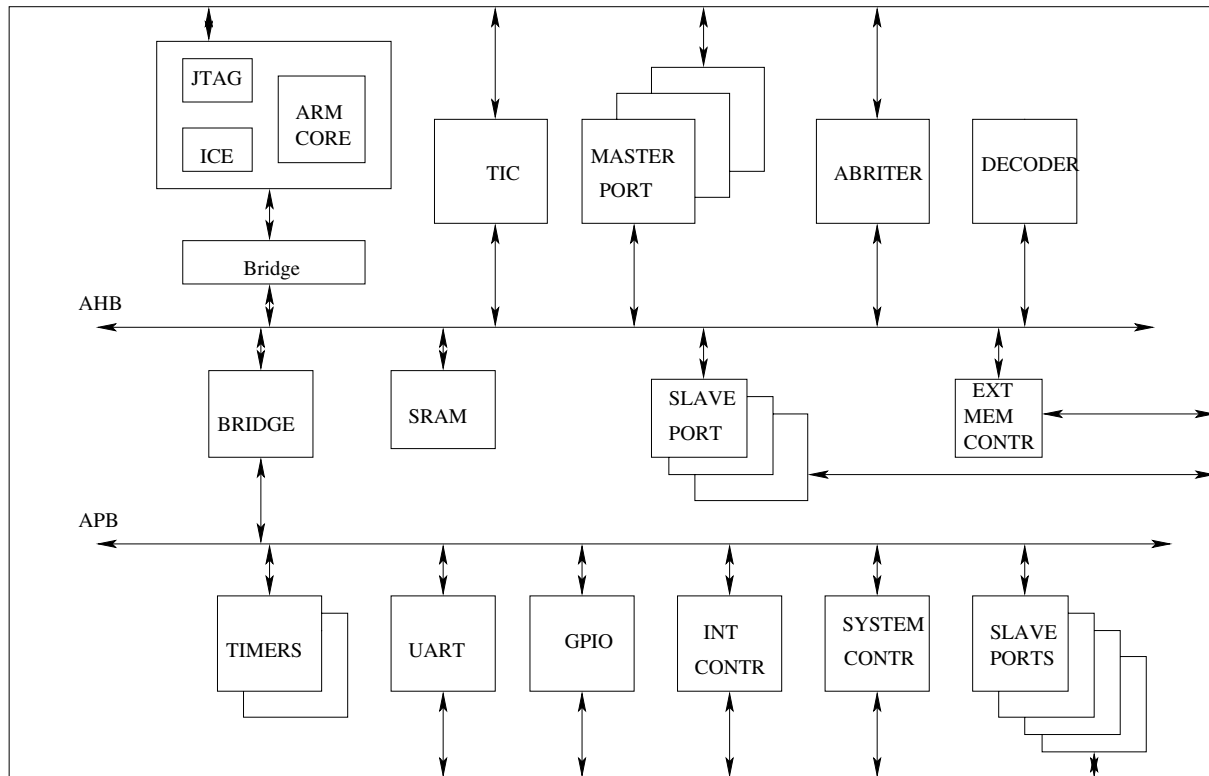 JTAG
ICE
ARM
CORE
TIC
MASTER
PORT
ABRITER
DECODER
Bridge
AHB
BRIDGE
SRAM
SLAVE
PORT
EXT
MEM
CONTR
APB
TIMERS
UART
GPIO
INT
CONTR
SYSTEM
CONTR
SLAVE
PORTS